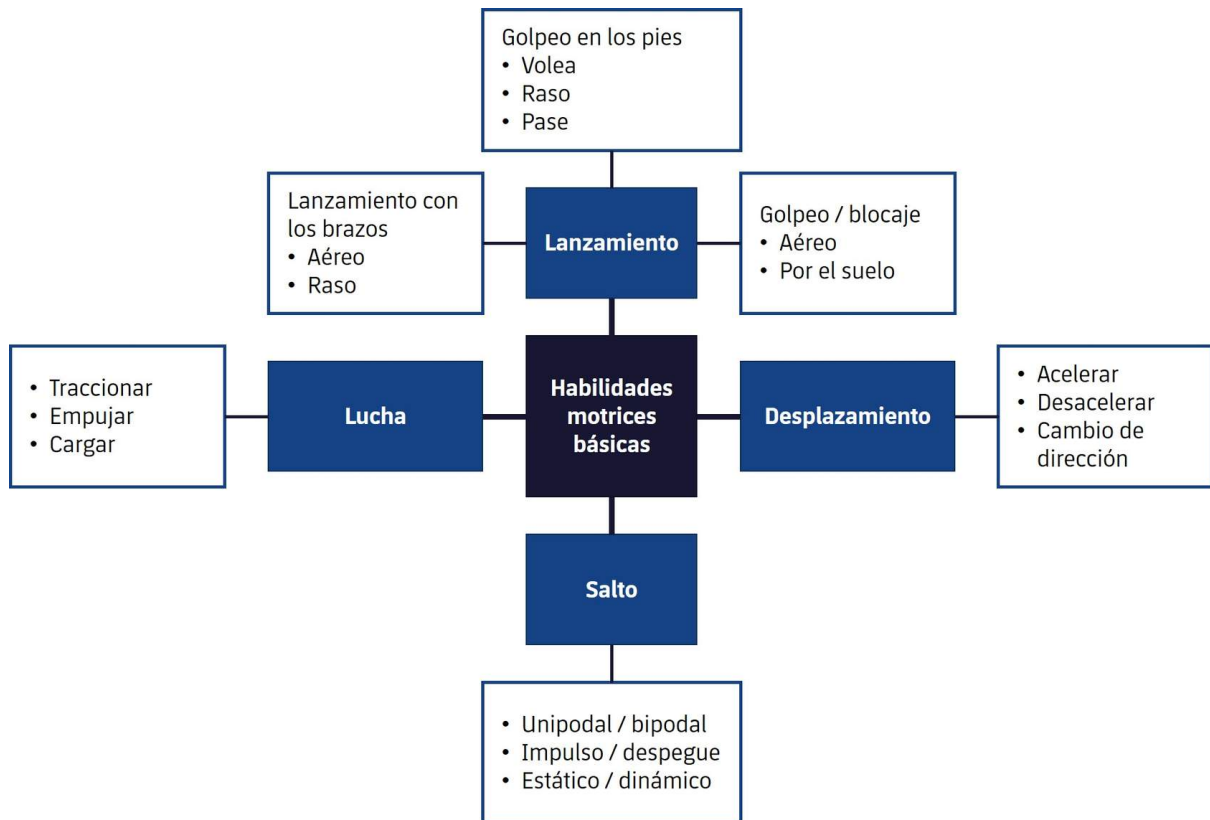 Golpeo en los pies
• Volea
• Raso
• Pase
Lanzamiento con
los brazos
• Aéreo
• Raso
Lanzamiento
Golpeo / blocaje
• Aéreo
• Por el suelo
• Traccionar
• Empujar
• Cargar
Lucha
Habilidades
motrices
básicas
Desplazamiento
• Acelerar
• Desacelerar
• Cambio de
dirección
Salto
• Unipodal / bipodal
• Impulso / despegue
• Estático / dinámico